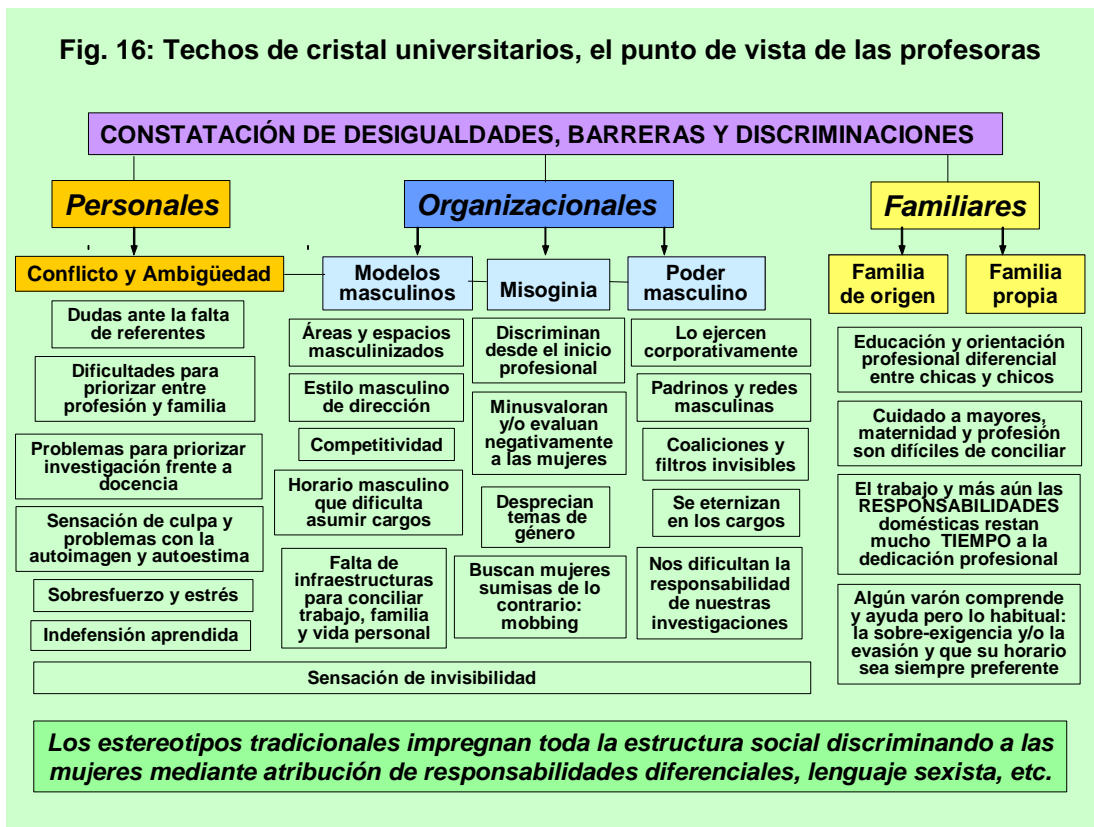 Fig. 16: Techos de cristal universitarios, el punto de vista de las profesoras
CONSTATACIÓN DE DESIGUALDADES, BARRERAS Y DISCRIMINACIONES
Personales
Organizacionales
Familiares
Conflicto y Ambigüedad
Dudas ante la falta
de referentes
Dificultades para
priorizar entre
profesión y familia
Problemas para priorizar
investigación frente a
docencia
Sensación de culpa y
problemas con la
autoimagen y autoestima
Sobresfuerzo y estrés
Indefensión aprendida
Modelos
masculinos
Áreas y espacios
masculinizados
Estilo masculino
de dirección
Competitividad
Horario masculino
que dificulta
asumir cargos
Falta de
infraestructuras
para conciliar
trabajo, familia
y vida personal
Misoginia
Discriminan
desde el inicio
profesional
Minusvaloran
y/o evaluan
negativamente
a las mujeres
Desprecian
temas de
género
Buscan mujeres
sumisas de lo
contrario:
mobbing
Poder
masculino
Lo ejercen
corporativamente
Padrinos y redes
masculinas
Coaliciones y
filtros invisibles
Se eternizan
en los cargos
Nos dificultan la
responsabilidad
de nuestras
investigaciones
Familia
de origen
Familia
propia
Educación y orientación
profesional diferencial
entre chicas y chicos
Cuidado a mayores,
maternidad y profesión
son difíciles de conciliar
El trabajo y más aún las
RESPONSABILIDADES
domésticas restan
mucho TIEMPO a la
dedicación profesional
Algún varón comprende
y ayuda pero lo habitual:
la sobre-exigencia y/o la
evasión y que su horario
sea siempre preferente
Sensación de invisibilidad
Los estereotipos tradicionales impregnan toda la estructura social discriminando a las
mujeres mediante atribución de responsabilidades diferenciales, lenguaje sexista, etc.